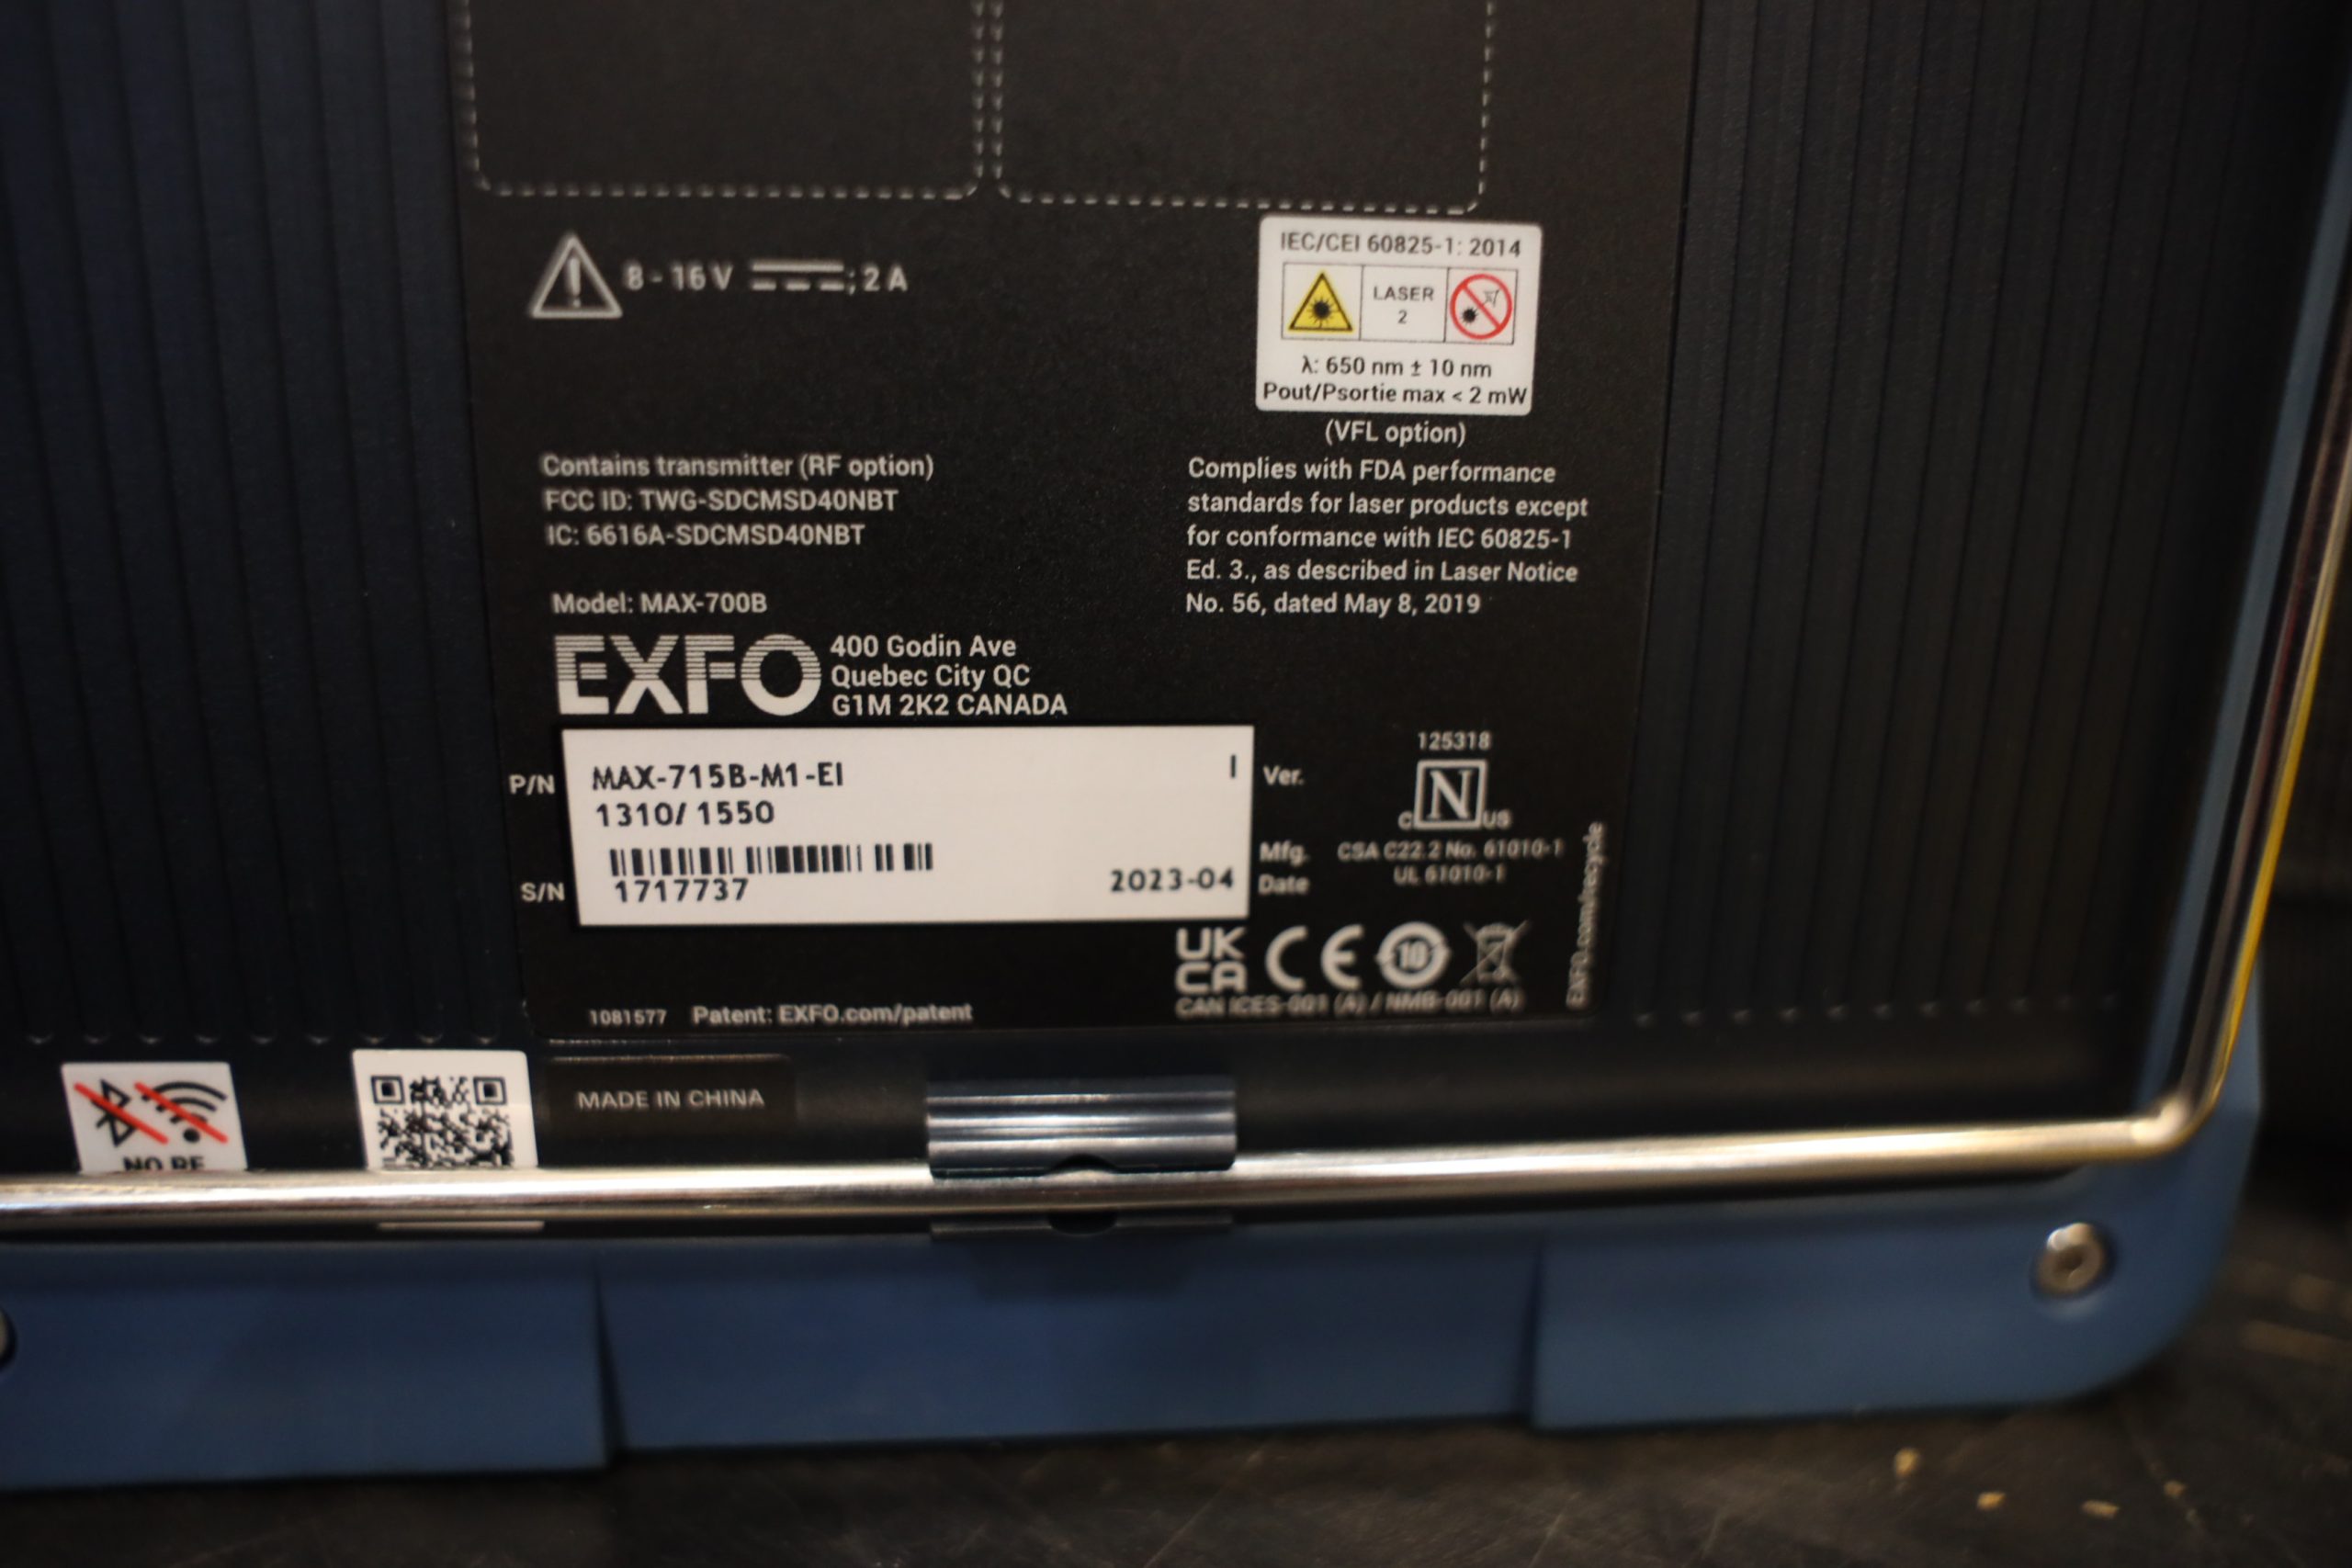 8 - 16 V ; 2 A
IEC/CEI 60825-1: 2014
LASER
2
λ: 650 nm ± 10 nm
Pout/Psortie max < 2 mW
(VFL option)
Contains transmitter (RF option)
FCC ID: TWG-SDCMSD40NBT
IC: 6616A-SDCMSD40NBT
Complies with FDA performance
standards for laser products except
for conformance with IEC 60825-1
Ed. 3., as described in Laser Notice
No. 56, dated May 8, 2019
Model: MAX-700B
EXFO
400 Godin Ave
Quebec City QC
G1M 2K2 CANADA
P/N MAX-715B-M1-EI I Ver.
1310/ 1550
S/N 1717737 2023-04 Mfg. Date
125318
C N US
CSA C22.2 No. 61010-1
UL 61010-1
EXFO.com/recycle
UK CA CE 10
CAN ICES-001 (A) / NMB-001 (A)
1081577 Patent: EXFO.com/patent
NO RF
MADE IN CHINA